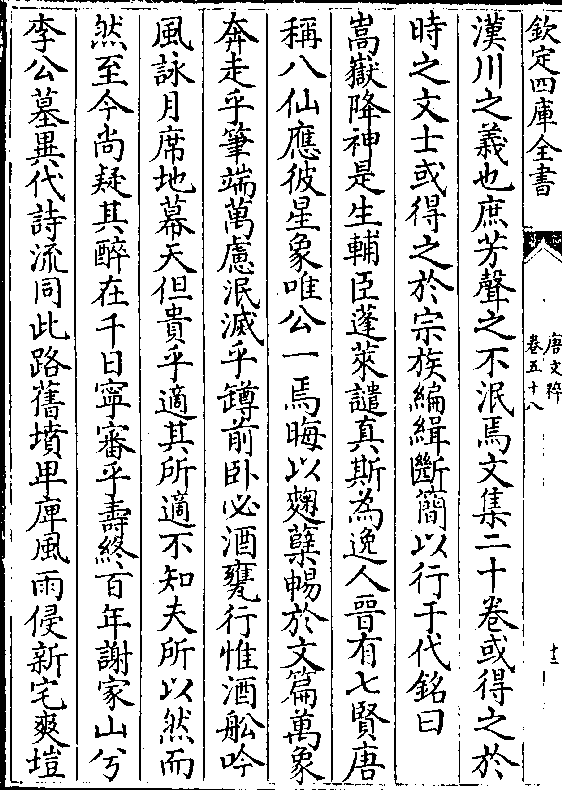 欽定四庫全書
唐文粹
卷五十八
十二
漢川之義也庶芳聲之不泯焉文集二十卷或得之於
時之文士或得之於宗族編緝斷簡以行于代銘曰
嵩嶽降神是生輔臣蓬萊譴真斯為逸人晉有七賢唐
稱八仙應彼星象唯公一焉晦以麴糵暢於文篇萬象
奔走乎筆端萬慮泯滅乎罇前卧必酒甕行惟酒舩吟
風詠月席地幕天但貴乎適其所適不知夫所以然而
然至今尚疑其醉在千日寧審乎壽終百年謝家山兮
李公墓異代詩流同此路舊墳卑庳風雨侵新宅爽塏